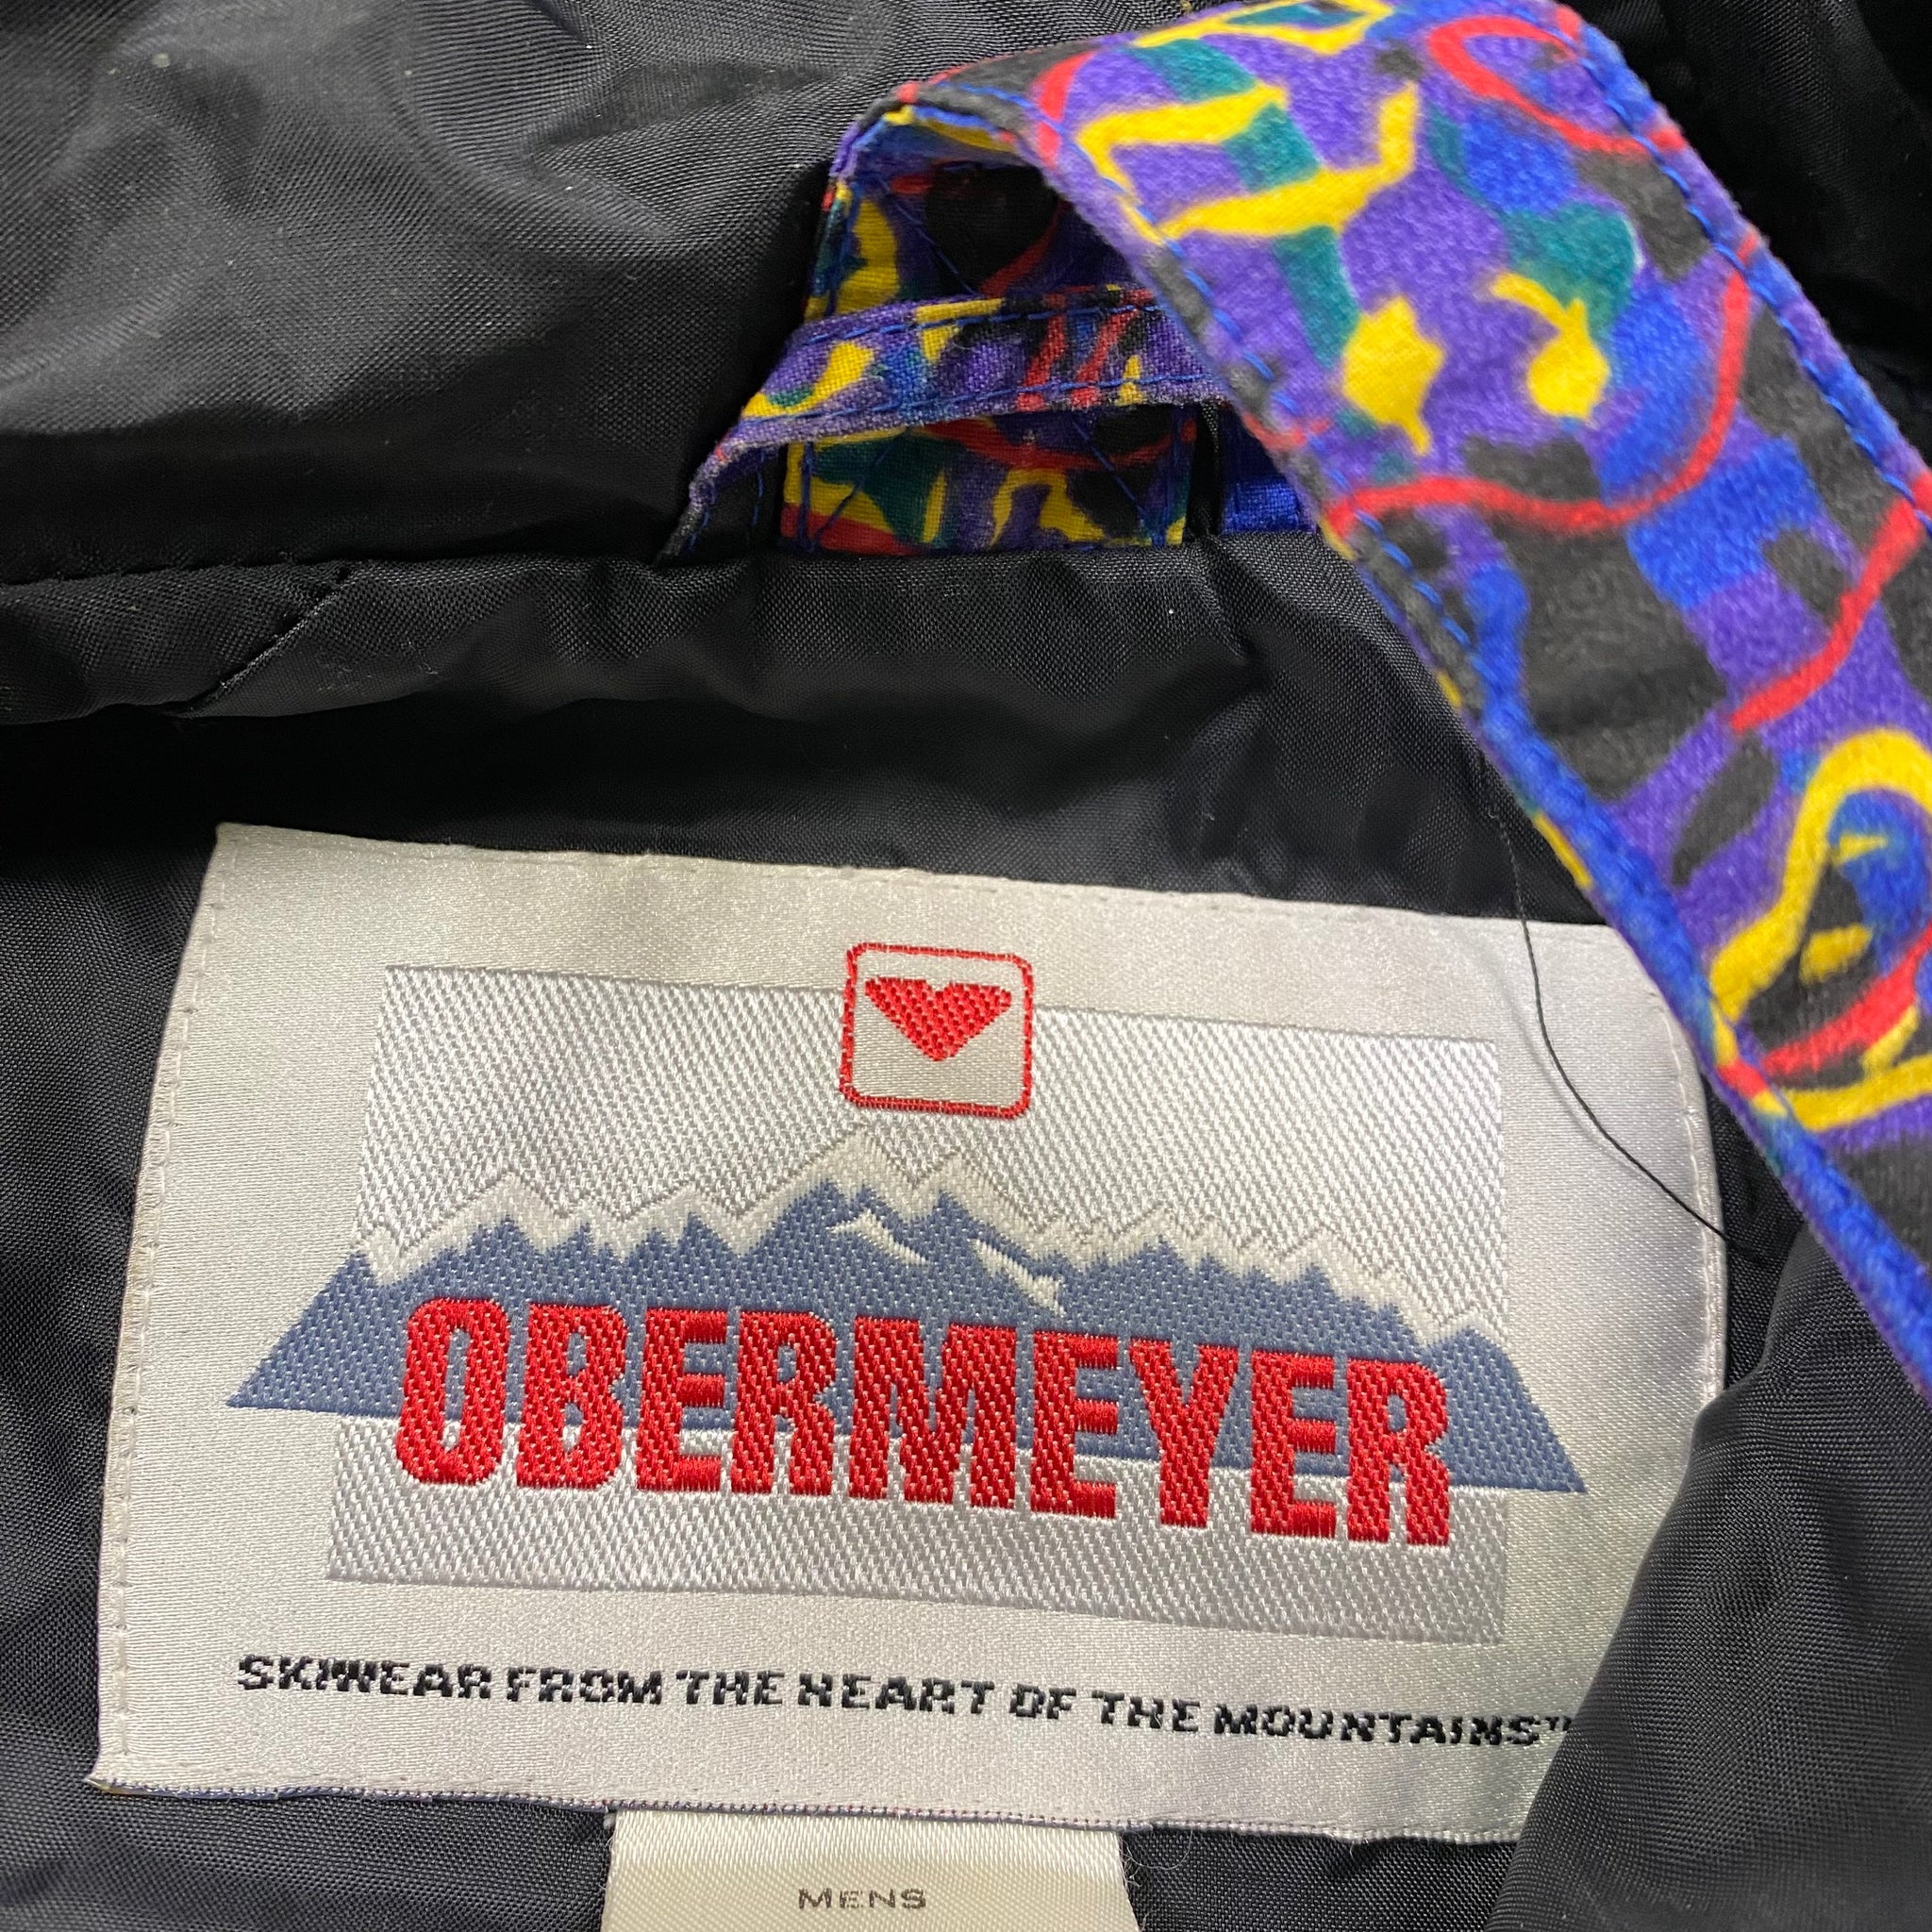 OBERMEYER
SKIWEAR FROM THE HEART OF THE MOUNTAINS™
MENS